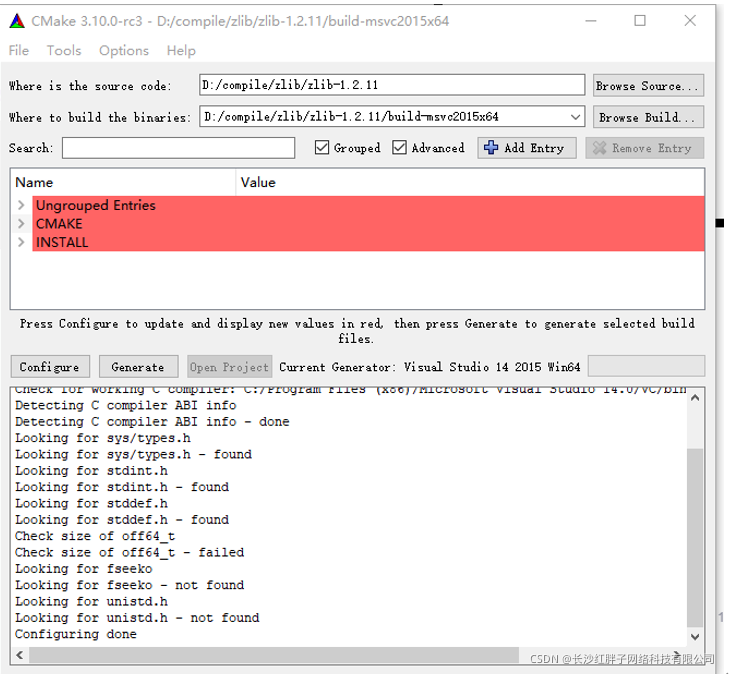 CMake 3.10.0-rc3 - D:/compile/zlib/zlib-1.2.11/build-msvc2015x64
File Tools Options Help
Where is the source code: D:/compile/zlib/zlib-1.2.11 Browse Source...
Where to build the binaries: D:/compile/zlib/zlib-1.2.11/build-msvc2015x64 Browse Build...
Search: Grouped Advanced Add Entry Remove Entry
Name Value
Ungrouped Entries
CMAKE
INSTALL
Press Configure to update and display new values in red, then press Generate to generate selected build
files.
Configure Generate Open Project Current Generator: Visual Studio 14 2015 Win64
Check for working C compiler: C:/Program Files (x86)/Microsoft Visual Studio 14.0/VC/bin
Detecting C compiler ABI info
Detecting C compiler ABI info - done
Looking for sys/types.h
Looking for sys/types.h - found
Looking for stdint.h
Looking for stdint.h - found
Looking for stddef.h
Looking for stddef.h - found
Check size of off64_t
Check size of off64_t - failed
Looking for fseeko
Looking for fseeko - not found
Looking for unistd.h
Looking for unistd.h - not found
Configuring done
1
CSDN @长沙红胖子网络科技有限公司